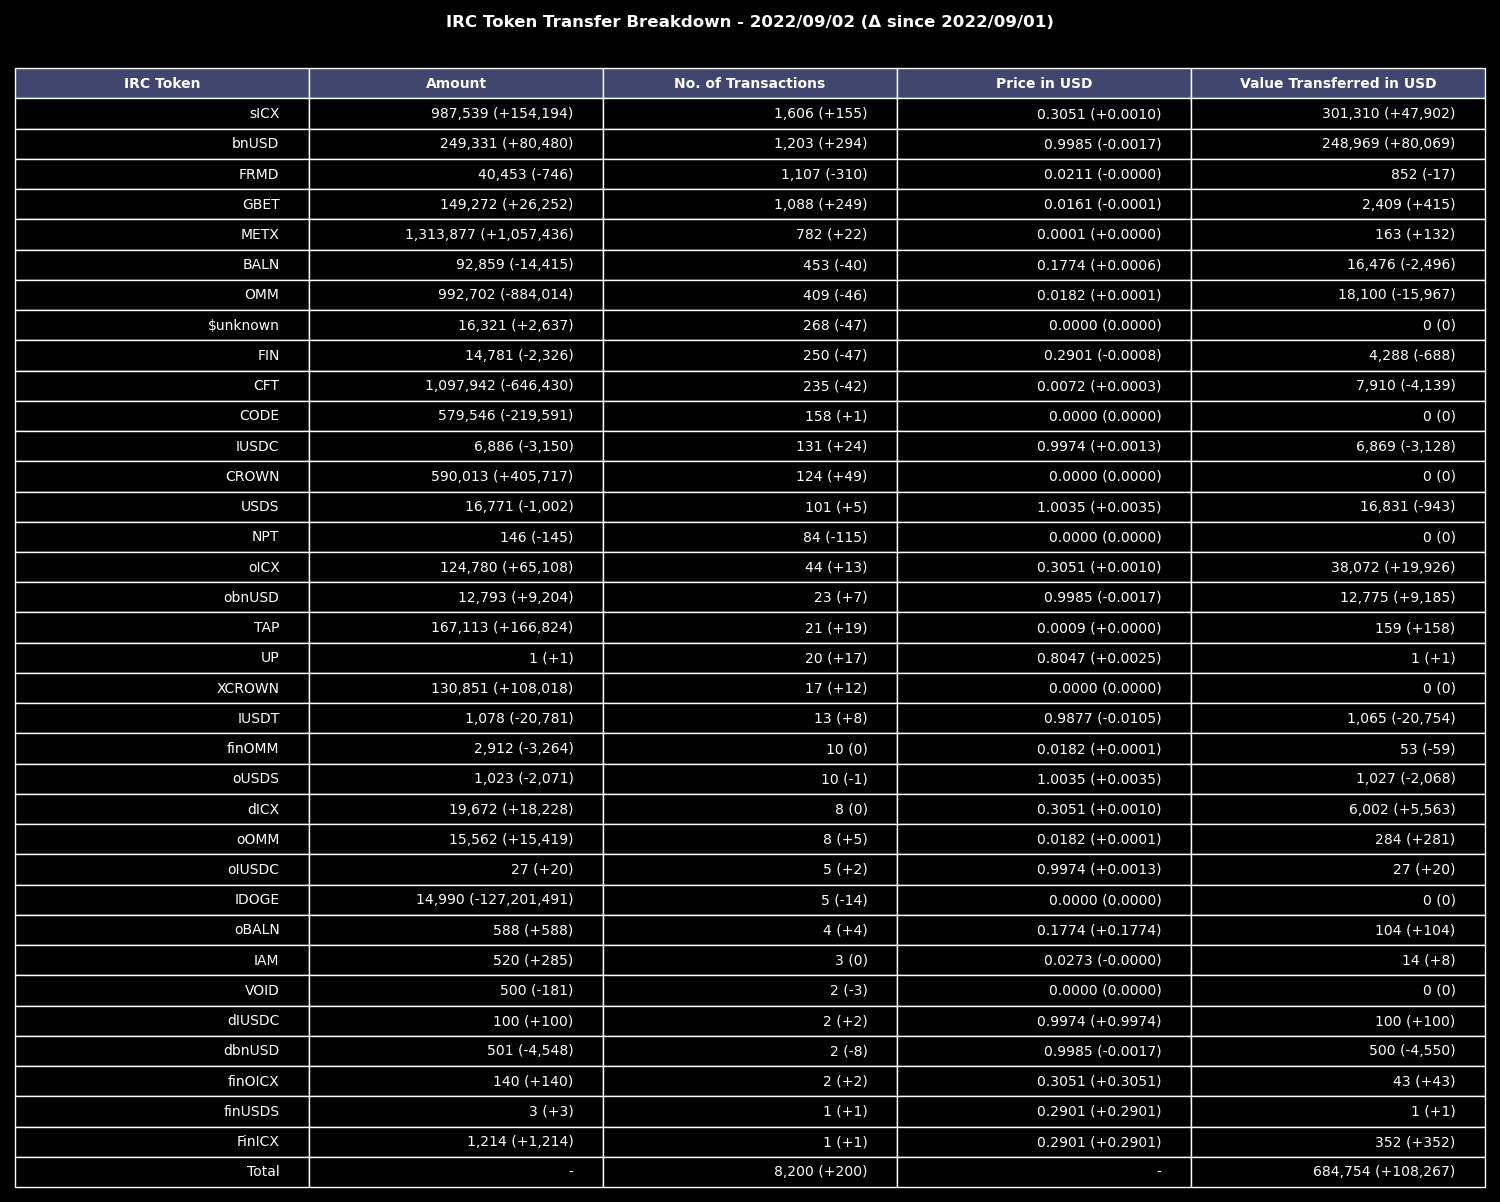 IRC Token Transfer Breakdown - 2022/09/02 (Δ since 2022/09/01)
IRC Token Amount No. of Transactions Price in USD Value Transferred in USD
sICX 987,539 (+154,194) 1,606 (+155) 0.3051 (+0.0010) 301,310 (+47,902)
bnUSD 249,331 (+80,480) 1,203 (+294) 0.9985 (-0.0017) 248,969 (+80,069)
FRMD 40,453 (-746) 1,107 (-310) 0.0211 (-0.0000) 852 (-17)
GBET 149,272 (+26,252) 1,088 (+249) 0.0161 (-0.0001) 2,409 (+415)
METX 1,313,877 (+1,057,436) 782 (+22) 0.0001 (+0.0000) 163 (+132)
BALN 92,859 (-14,415) 453 (-40) 0.1774 (+0.0006) 16,476 (-2,496)
OMM 992,702 (-884,014) 409 (-46) 0.0182 (+0.0001) 18,100 (-15,967)
$unknown 16,321 (+2,637) 268 (-47) 0.0000 (0.0000) 0 (0)
FIN 14,781 (-2,326) 250 (-47) 0.2901 (-0.0008) 4,288 (-688)
CFT 1,097,942 (-646,430) 235 (-42) 0.0072 (+0.0003) 7,910 (-4,139)
CODE 579,546 (-219,591) 158 (+1) 0.0000 (0.0000) 0 (0)
IUSDC 6,886 (-3,150) 131 (+24) 0.9974 (+0.0013) 6,869 (-3,128)
CROWN 590,013 (+405,717) 124 (+49) 0.0000 (0.0000) 0 (0)
USDS 16,771 (-1,002) 101 (+5) 1.0035 (+0.0035) 16,831 (-943)
NPT 146 (-145) 84 (-115) 0.0000 (0.0000) 0 (0)
oICX 124,780 (+65,108) 44 (+13) 0.3051 (+0.0010) 38,072 (+19,926)
obnUSD 12,793 (+9,204) 23 (+7) 0.9985 (-0.0017) 12,775 (+9,185)
TAP 167,113 (+166,824) 21 (+19) 0.0009 (+0.0000) 159 (+158)
UP 1 (+1) 20 (+17) 0.8047 (+0.0025) 1 (+1)
XCROWN 130,851 (+108,018) 17 (+12) 0.0000 (0.0000) 0 (0)
IUSDT 1,078 (-20,781) 13 (+8) 0.9877 (-0.0105) 1,065 (-20,754)
finOMM 2,912 (-3,264) 10 (0) 0.0182 (+0.0001) 53 (-59)
oUSDS 1,023 (-2,071) 10 (-1) 1.0035 (+0.0035) 1,027 (-2,068)
dICX 19,672 (+18,228) 8 (0) 0.3051 (+0.0010) 6,002 (+5,563)
oOMM 15,562 (+15,419) 8 (+5) 0.0182 (+0.0001) 284 (+281)
oIUSDC 27 (+20) 5 (+2) 0.9974 (+0.0013) 27 (+20)
IDOGE 14,990 (-127,201,491) 5 (-14) 0.0000 (0.0000) 0 (0)
oBALN 588 (+588) 4 (+4) 0.1774 (+0.1774) 104 (+104)
IAM 520 (+285) 3 (0) 0.0273 (-0.0000) 14 (+8)
VOID 500 (-181) 2 (-3) 0.0000 (0.0000) 0 (0)
dIUSDC 100 (+100) 2 (+2) 0.9974 (+0.9974) 100 (+100)
dbnUSD 501 (-4,548) 2 (-8) 0.9985 (-0.0017) 500 (-4,550)
finOICX 140 (+140) 2 (+2) 0.3051 (+0.3051) 43 (+43)
finUSDS 3 (+3) 1 (+1) 0.2901 (+0.2901) 1 (+1)
FinICX 1,214 (+1,214) 1 (+1) 0.2901 (+0.2901) 352 (+352)
Total - 8,200 (+200) - 684,754 (+108,267)